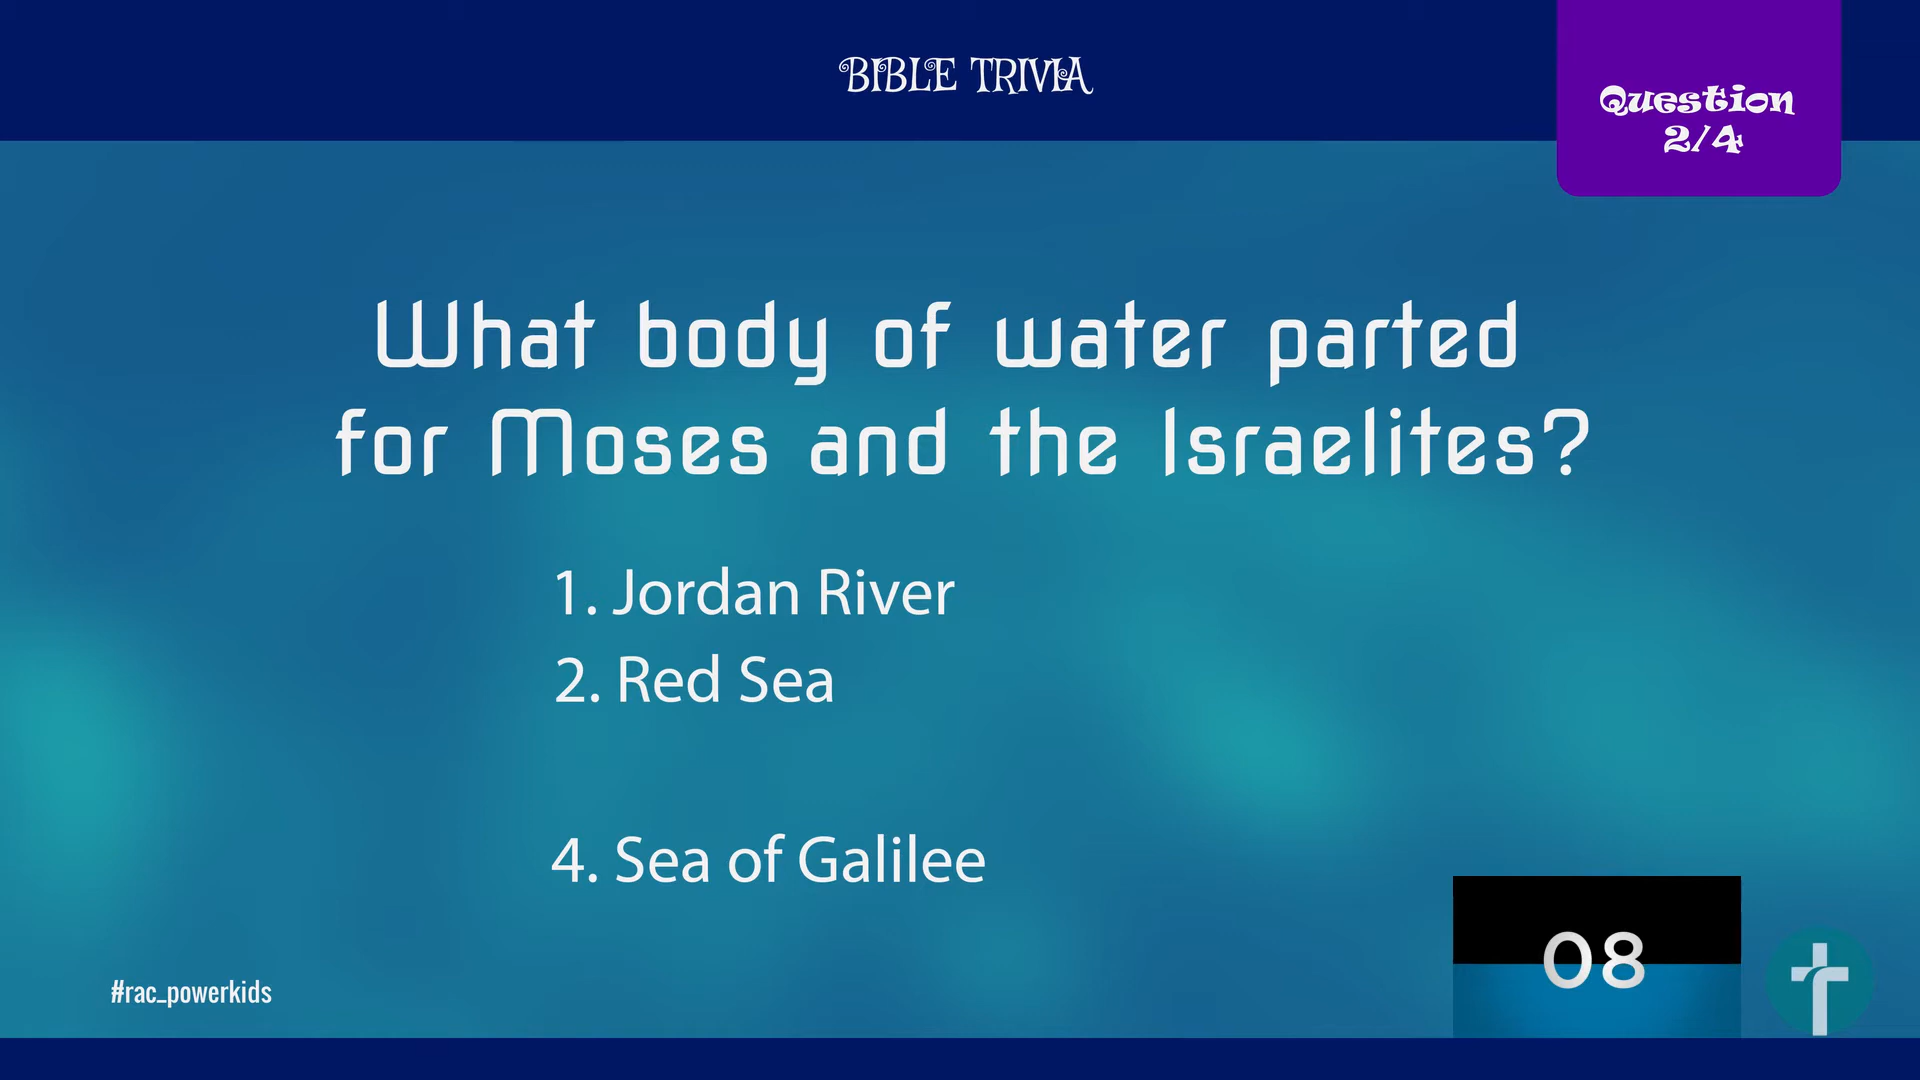 BIBLE TRIVIA
Question
2/4
What body of water parted
for Moses and the Israelites?
1. Jordan River
2. Red Sea
4. Sea of Galilee
08
#rac_powerkids